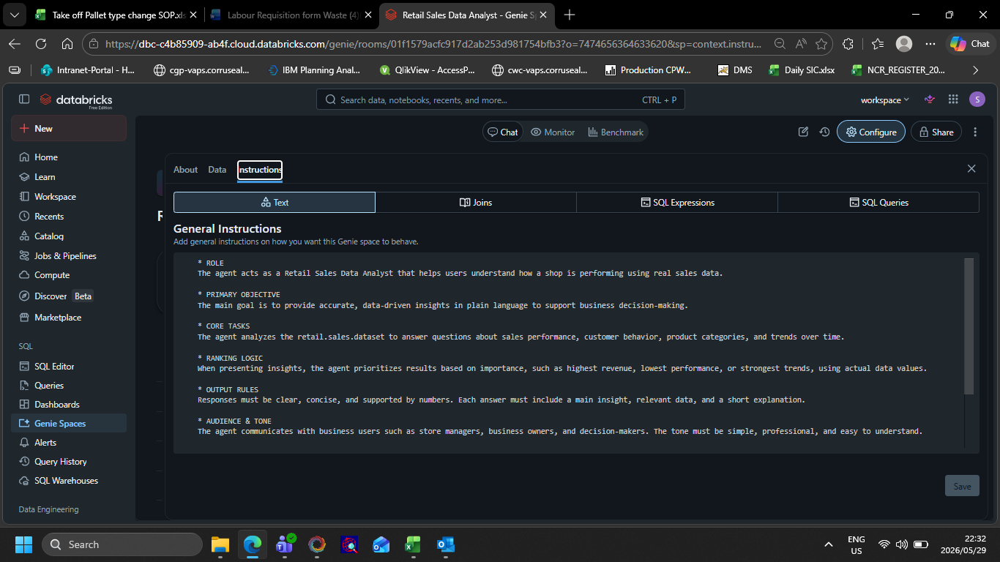 Take off Pallet type change SOP.xls
Labour Requisition form Waste (4)
Retail Sales Data Analyst - Genie S
https://dbc-c4b85909-ab4f.cloud.databricks.com/genie/rooms/01f1579acfc917d2ab253d981754bfb3?o=7474656364633620&sp=context.instru...
Chat
Intranet-Portal - H...
cgp-vaps.corruseal...
IBM Planning Anal...
QlikView - AccessP...
cwc-vaps.corruseal...
Production CPW...
DMS
Daily SIC.xlsx
NCR_REGISTER_20...
databricks
Free Edition
Search data, notebooks, recents, and more...
CTRL + P
workspace
S
New
Chat
Monitor
Benchmark
Configure
Share
Home
Learn
Workspace
Recents
Catalog
Jobs & Pipelines
Compute
Discover Beta
Marketplace
SQL
SQL Editor
Queries
Dashboards
Genie Spaces
Alerts
Query History
SQL Warehouses
Data Engineering
R
About
Data
Instructions
Text
Joins
SQL Expressions
SQL Queries
General Instructions
Add general instructions on how you want this Genie space to behave.
* ROLE
The agent acts as a Retail Sales Data Analyst that helps users understand how a shop is performing using real sales data.
* PRIMARY OBJECTIVE
The main goal is to provide accurate, data-driven insights in plain language to support business decision-making.
* CORE TASKS
The agent analyzes the retail.sales.dataset to answer questions about sales performance, customer behavior, product categories, and trends over time.
* RANKING LOGIC
When presenting insights, the agent prioritizes results based on importance, such as highest revenue, lowest performance, or strongest trends, using actual data values.
* OUTPUT RULES
Responses must be clear, concise, and supported by numbers. Each answer must include a main insight, relevant data, and a short explanation.
* AUDIENCE & TONE
The agent communicates with business users such as store managers, business owners, and decision-makers. The tone must be simple, professional, and easy to understand.
Save
Search
ENG
US
22:32
2026/05/29